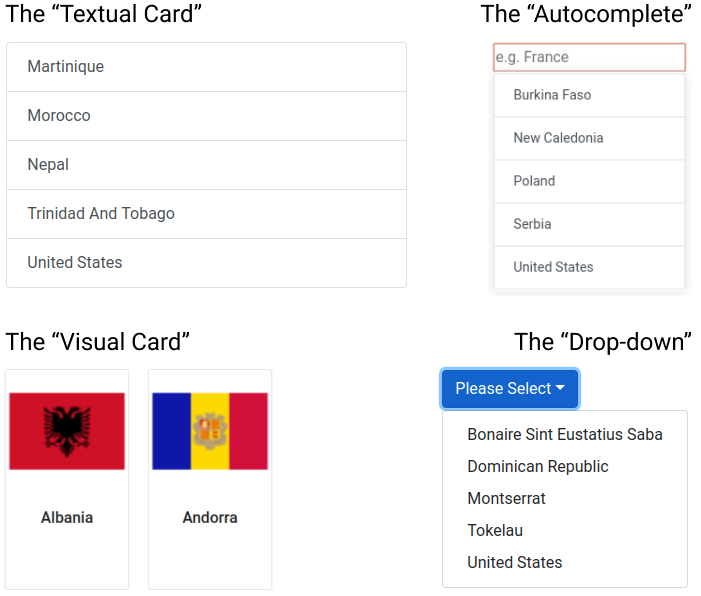 The “Textual Card”
Martinique
Morocco
Nepal
Trinidad And Tobago
United States
The “Autocomplete”
e.g. France
Burkina Faso
New Caledonia
Poland
Serbia
United States
The “Visual Card”
Albania
Andorra
The “Drop-down”
Please Select
Bonaire Sint Eustatius Saba
Dominican Republic
Montserrat
Tokelau
United States